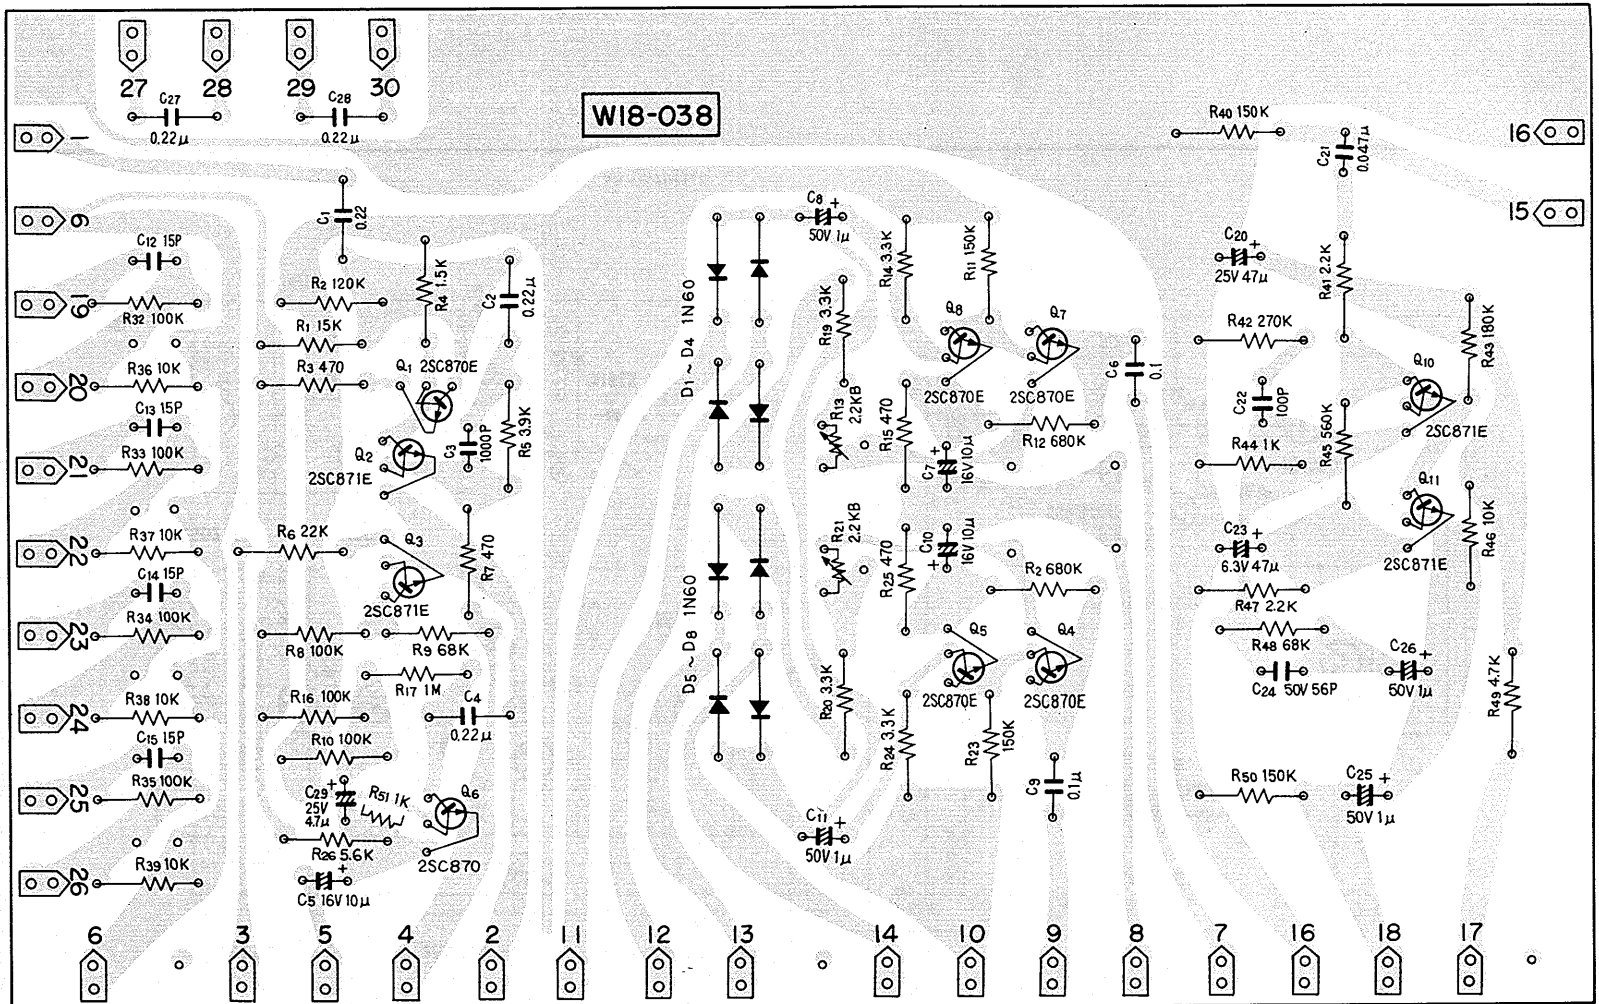 27 28 29 30
C27 0.22μ
C28 0.22μ
W18-038
1
R40 150K
C21 0.047μ
16
6
C1 0.22
C8 +
50V 1μ
15
C12 15P
R2 120K
R4 1.5K
C2 0.22μ
D1 ~ D4 1N60
R19 3.3K
R14 3.3K
R11 150K
C20 +
25V 47μ
R41 2.2K
19
R32 100K
R1 15K
Q8
Q7
R42 270K
R43 180K
20
R36 10K
R3 470
Q1 2SC870E
R13 2.2KB
2SC870E
2SC870E
C6 0.1
C22 100P
Q10
2SC871E
C13 15P
R5 3.9K
R15 470
R12 680K
R45 560K
21
R33 100K
Q2
2SC871E
C3 1000P
C7 +
16V 10μ
R44 1K
22
R37 10K
R6 22K
Q3
2SC871E
R7 470
R21 2.2KB
R25 470
C10 +
16V 10μ
C23 +
6.3V 47μ
Q11
2SC871E
R46 10K
C14 15P
D5 ~ D8 1N60
R2 680K
R47 2.2K
23
R34 100K
R8 100K
R9 68K
Q5
2SC870E
Q4
2SC870E
R48 68K
R17 1M
R20 3.3K
C24 50V 56P
C26 +
50V 1μ
R49 4.7K
24
R38 10K
R16 100K
C4
0.22μ
R24 3.3K
R23 150K
C15 15P
R10 100K
25
R35 100K
C29 +
25V
4.7μ
R51 1K
Q6
2SC870
C9 0.1μ
R50 150K
C25 +
50V 1μ
R26 5.6K
C11 +
50V 1μ
26
R39 10K
C5 16V 10μ
+
6 3 5 4 2 11 12 13 14 10 9 8 7 16 18 17